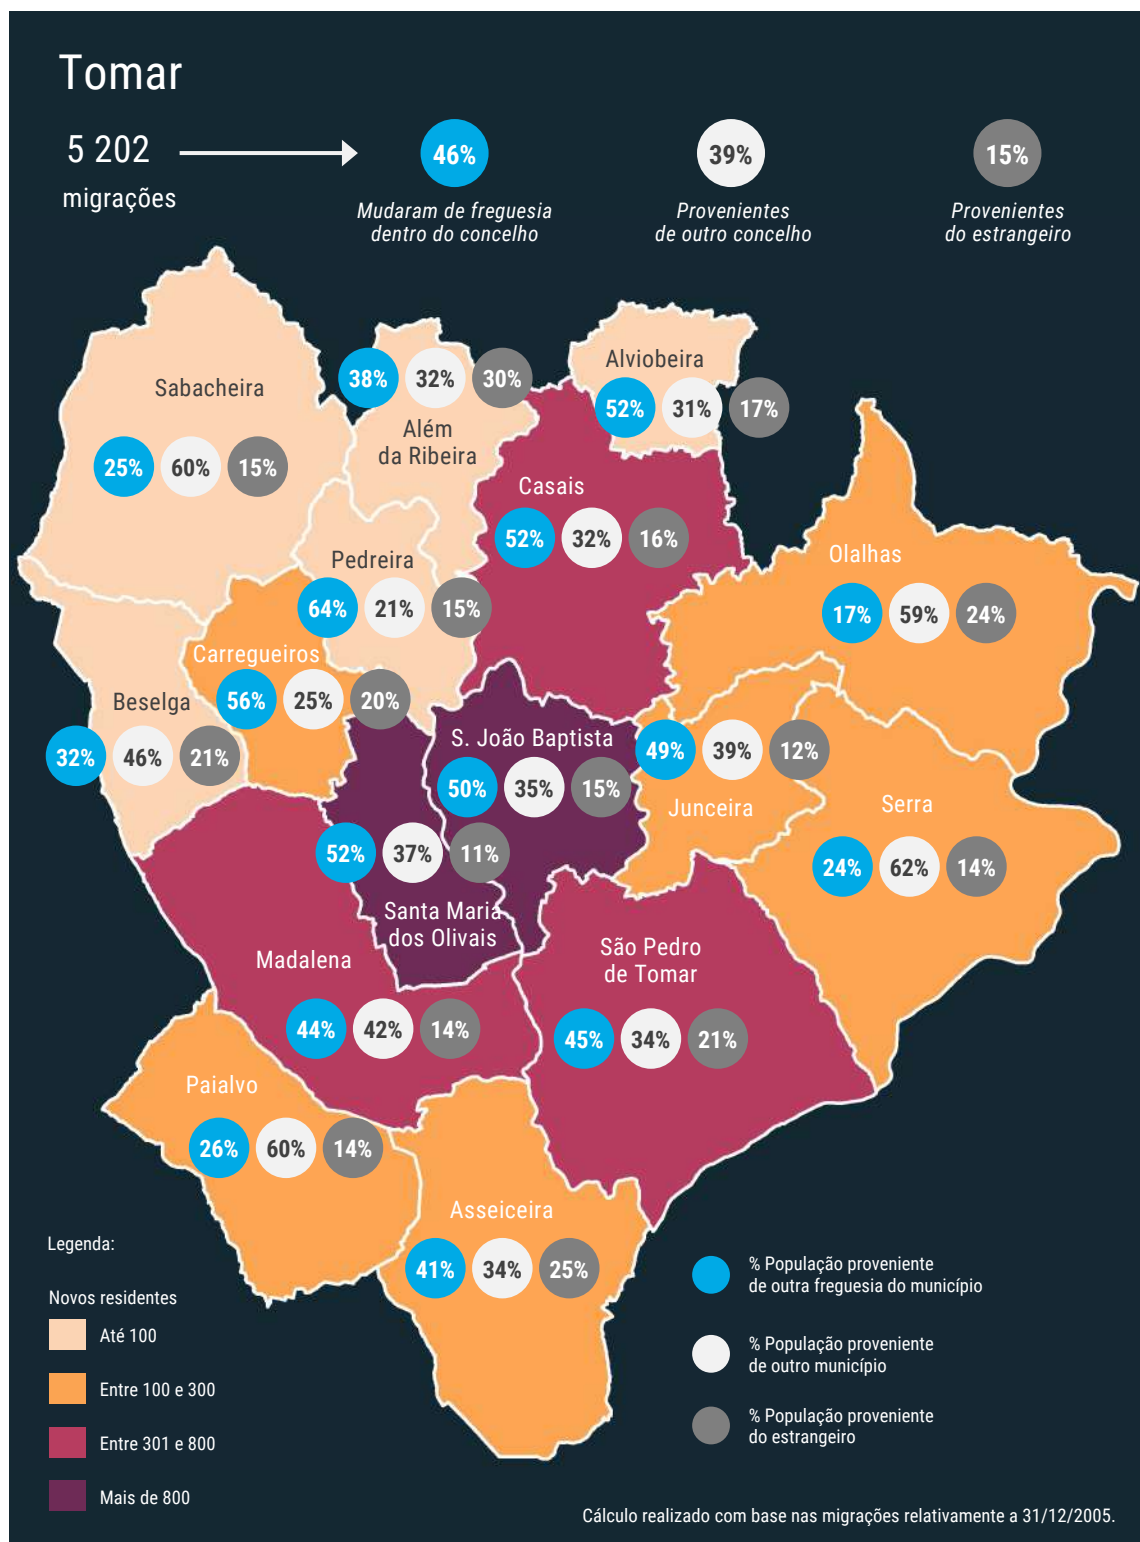 Tomar
5 202
migrações
46%
Mudaram de freguesia
dentro do concelho
39%
Provenientes
de outro concelho
15%
Provenientes
do estrangeiro
Sabacheira
25% 60% 15%
38% 32% 30%
Além
da Ribeira
Alviobeira
52% 31% 17%
Casais
52% 32% 16%
Olalhas
17% 59% 24%
Pedreira
64% 21% 15%
Carregueiros
56% 25% 20%
Beselga
32% 46% 21%
S. João Baptista
50% 35% 15%
49% 39% 12%
Junceira
Serra
24% 62% 14%
52% 37% 11%
Santa Maria
dos Olivais
Madalena
44% 42% 14%
São Pedro
de Tomar
45% 34% 21%
Paialvo
26% 60% 14%
Asseiceira
41% 34% 25%
Legenda:
Novos residentes
Até 100
Entre 100 e 300
Entre 301 e 800
Mais de 800
% População proveniente
de outra freguesia do município
% População proveniente
de outro município
% População proveniente
do estrangeiro
Cálculo realizado com base nas migrações relativamente a 31/12/2005.